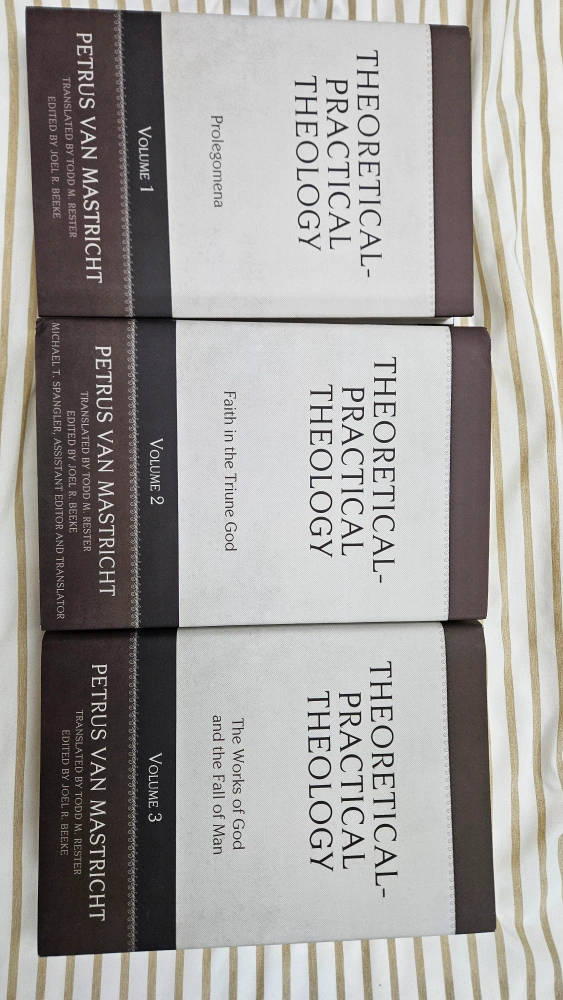 THEORETICAL-
PRACTICAL
THEOLOGY
Prolegomena
VOLUME 1
PETRUS VAN MASTRICHT
TRANSLATED BY TODD M. RESTER
EDITED BY JOEL R. BEEKE
THEORETICAL-
PRACTICAL
THEOLOGY
Faith in the Triune God
VOLUME 2
PETRUS VAN MASTRICHT
TRANSLATED BY TODD M. RESTER
EDITED BY JOEL R. BEEKE
MICHAEL T. SPANGLER, ASSISTANT EDITOR AND TRANSLATOR
THEORETICAL-
PRACTICAL
THEOLOGY
The Works of God
and the Fall of Man
VOLUME 3
PETRUS VAN MASTRICHT
TRANSLATED BY TODD M. RESTER
EDITED BY JOEL R. BEEKE